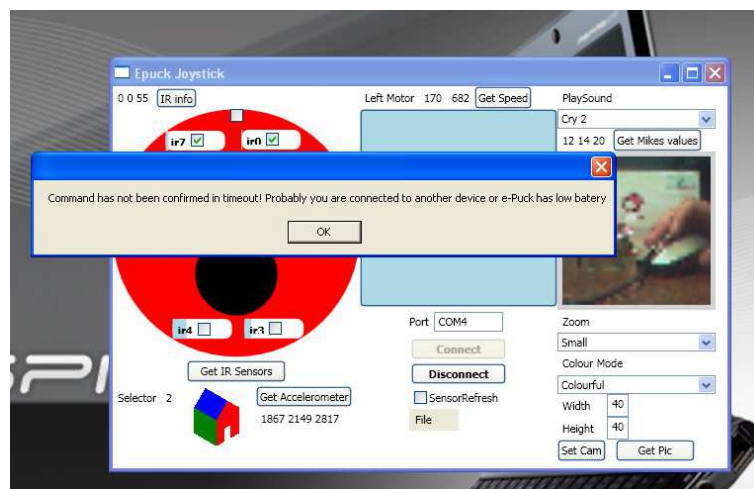 Epuck Joystick
0 0 55 IR info Left Motor 170 682 Get Speed PlaySound
Cry 2
ir7 ir0 12 14 20 Get Mikes values
Command has not been confirmed in timeout! Probably you are connected to another device or e-Puck has low batery
OK
ir4 ir3 Port COM4 Zoom
Connect Small
Get IR Sensors Disconnect Colour Mode
Selector 2 Get Accelerometer SensorRefresh Colourful
1867 2149 2817 File Width 40
Height 40
Set Cam Get Pic